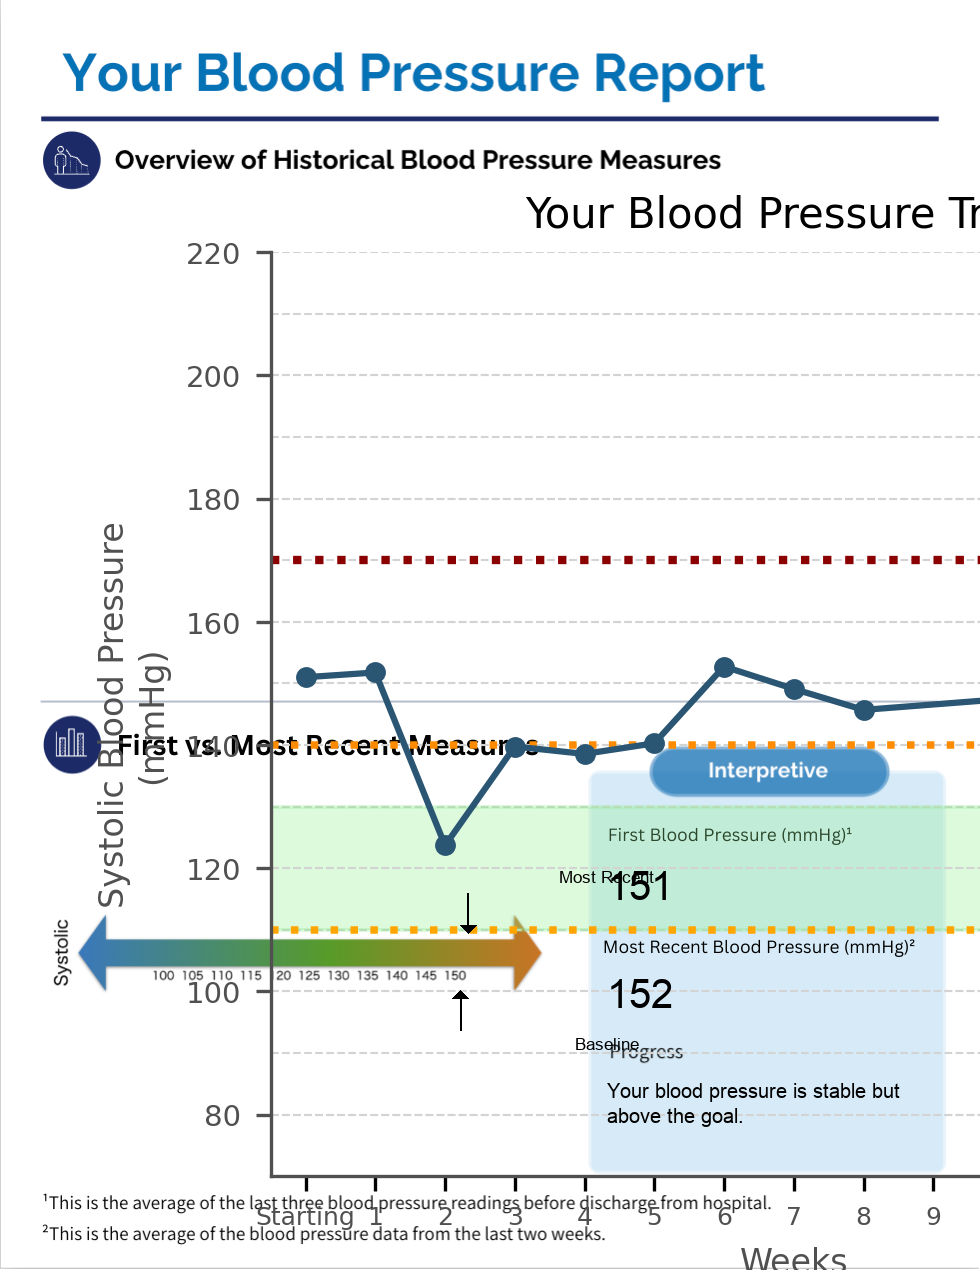 Your Blood Pressure Report
Overview of Historical Blood Pressure Measures
Your Blood Pressure Tr
220
200
180
160
140
120
100
80
Systolic Blood Pressure
(mmHg)
First vs. Most Recent Measures
Interpretive
First Blood Pressure (mmHg)¹
Most Recent
151
Most Recent Blood Pressure (mmHg)²
152
Systolic
100 105 110 115 120 125 130 135 140 145 150
Baseline
Progress
Your blood pressure is stable but
above the goal.
¹This is the average of the last three blood pressure readings before discharge from hospital.
Starting 1 2 3 4 5 6 7 8 9
²This is the average of the blood pressure data from the last two weeks.
Weeks